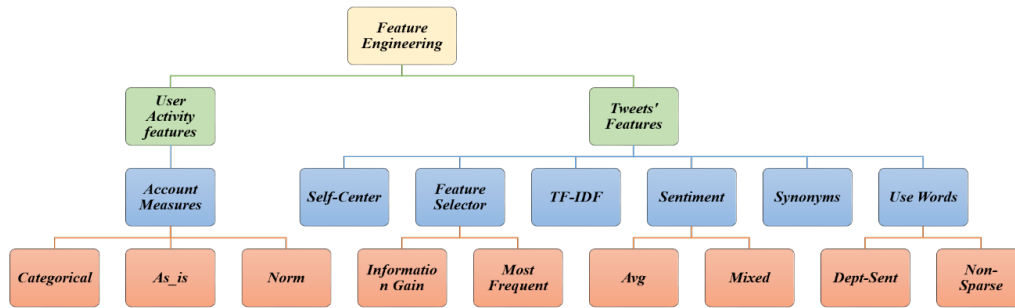 Feature
Engineering
User
Activity
features
Tweets'
Features
Account
Measures
Self-Center
Feature
Selector
TF-IDF
Sentiment
Synonyms
Use Words
Categorical
As_is
Norm
Informatio
n Gain
Most
Frequent
Avg
Mixed
Dept-Sent
Non-
Sparse